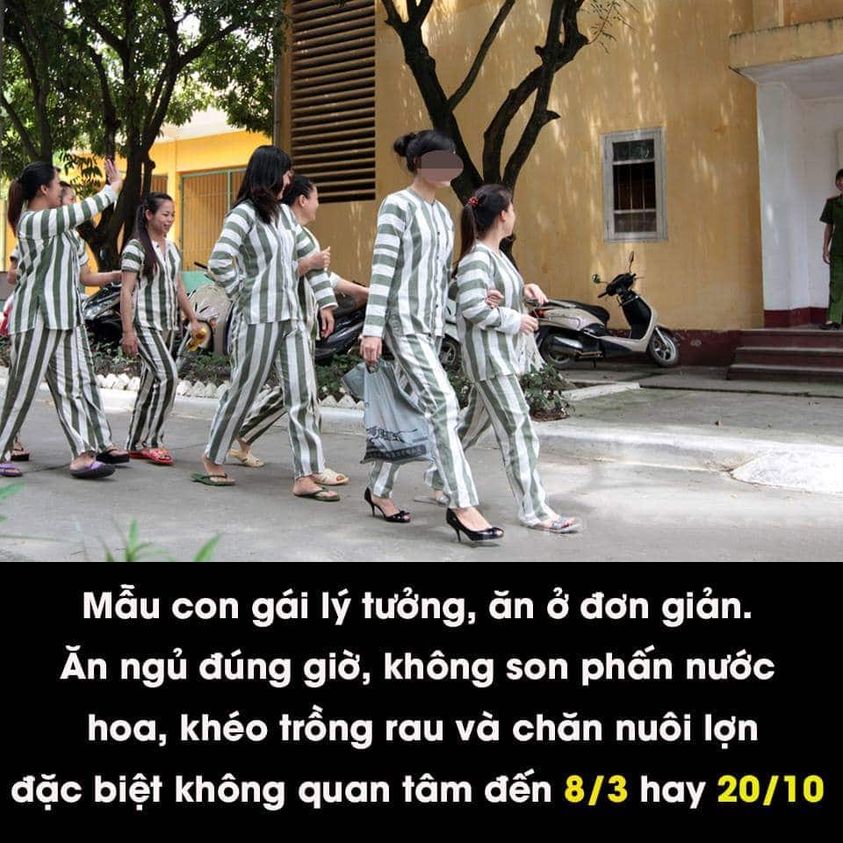 Mẫu con gái lý tưởng, ăn ở đơn giản.
Ăn ngủ đúng giờ, không son phấn nước
hoa, khéo trồng rau và chăn nuôi lợn
đặc biệt không quan tâm đến 8/3 hay 20/10